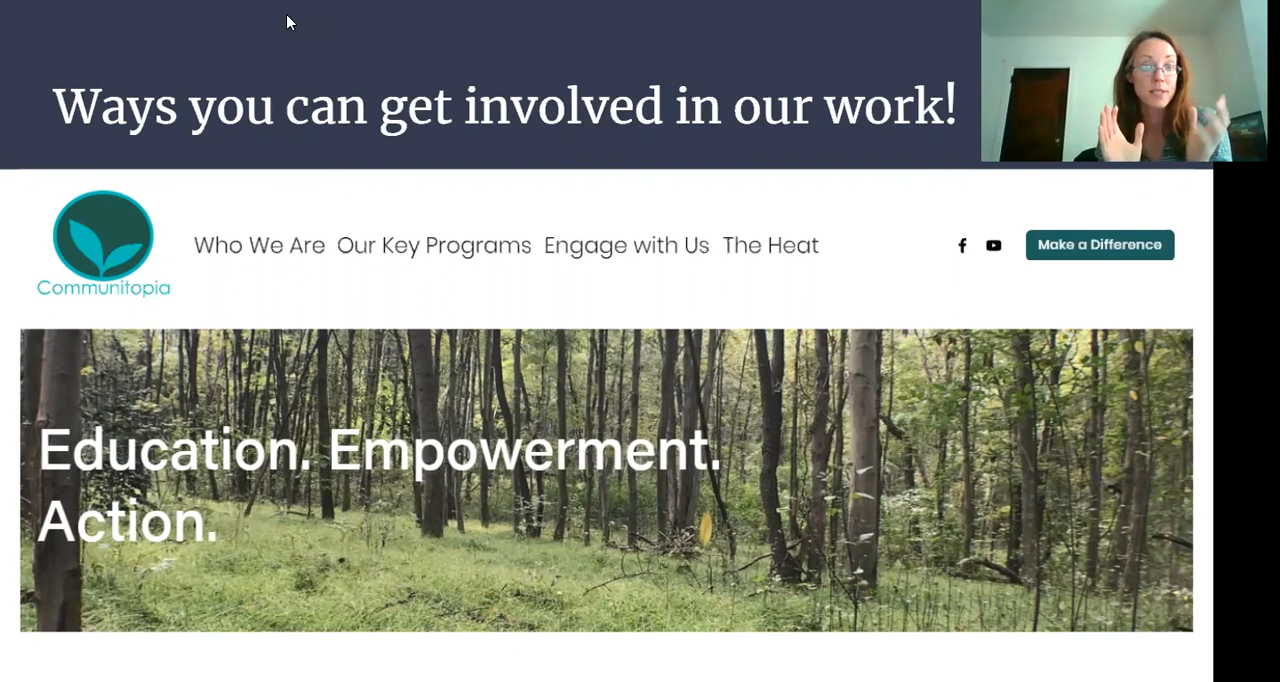 Ways you can get involved in our work!
Communitopia
Who We Are Our Key Programs Engage with Us The Heat
Make a Difference
Education. Empowerment.
Action.